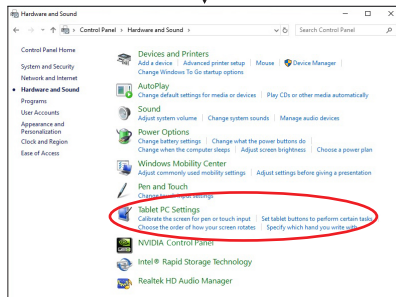 Hardware and Sound
Control Panel > Hardware and Sound >
Search Control Panel
Control Panel Home
System and Security
Network and Internet
Hardware and Sound
Programs
User Accounts
Appearance and
Personalization
Clock and Region
Ease of Access
Devices and Printers
Add a device | Advanced printer setup | Mouse | Device Manager |
Change Windows To Go startup options
AutoPlay
Change default settings for media or devices | Play CDs or other media automatically
Sound
Adjust system volume | Change system sounds | Manage audio devices
Power Options
Change battery settings | Change what the power buttons do |
Change when the computer sleeps | Adjust screen brightness | Choose a power plan
Windows Mobility Center
Adjust commonly used mobility settings | Adjust settings before giving a presentation
Pen and Touch
Change touch input settings
Tablet PC Settings
Calibrate the screen for pen or touch input | Set tablet buttons to perform certain tasks
Choose the order of how your screen rotates | Specify which hand you write with
NVIDIA Control Panel
Intel® Rapid Storage Technology
Realtek HD Audio Manager